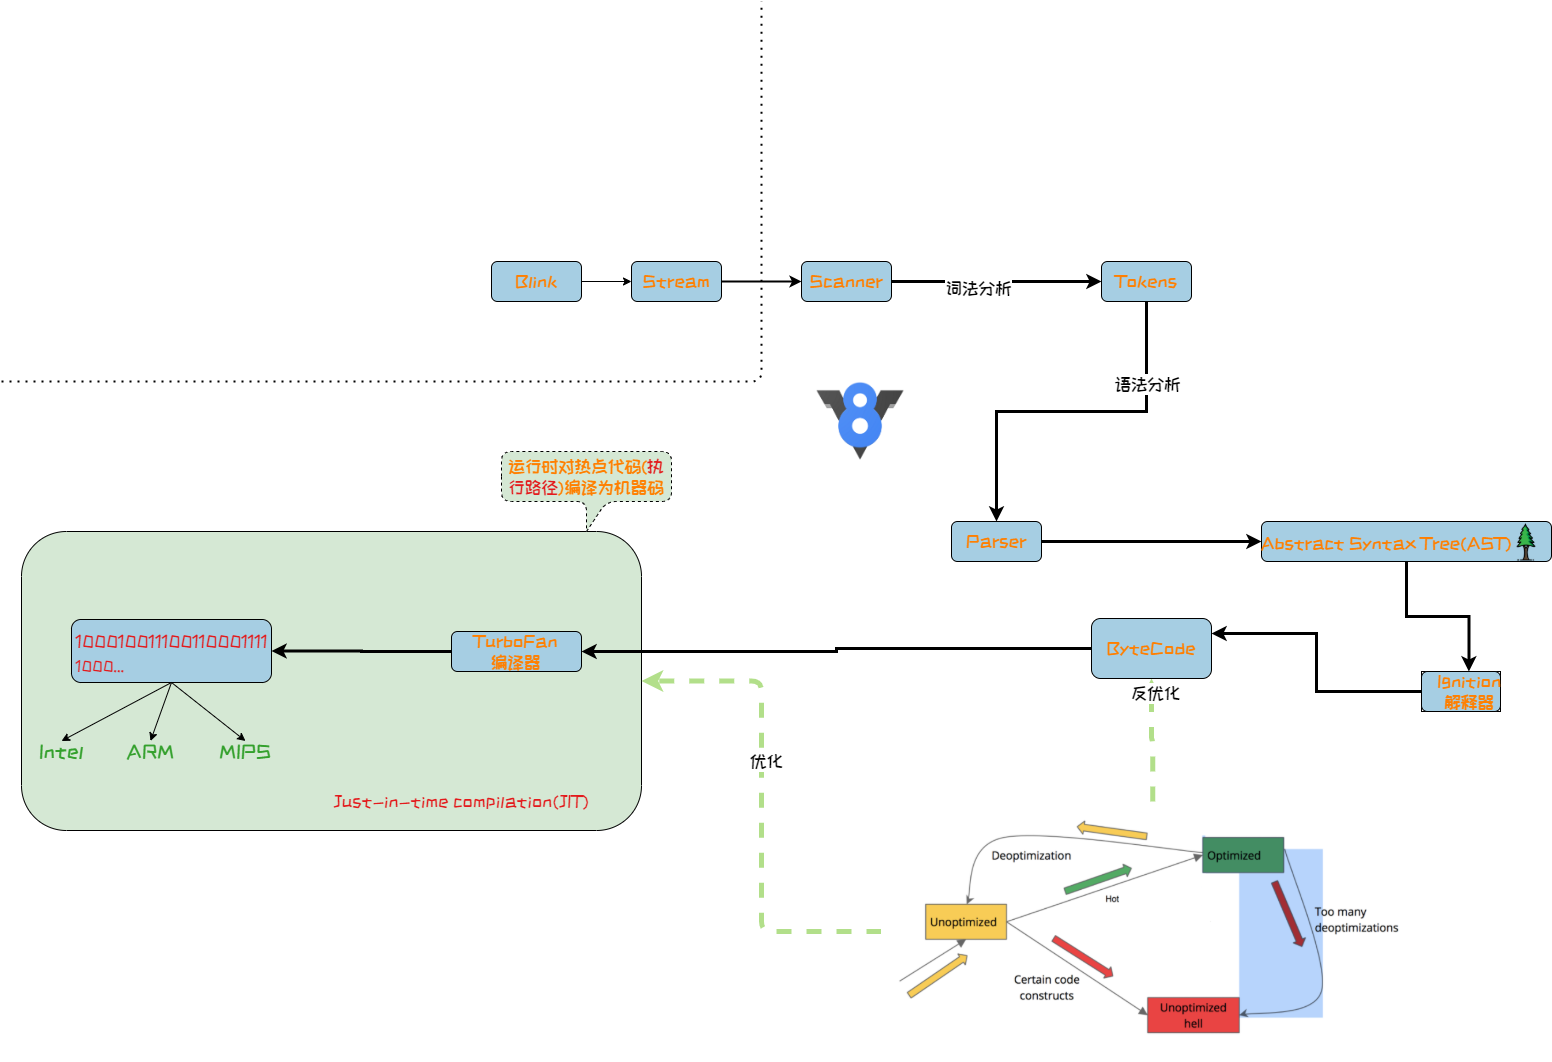 Blink
Stream
Scanner
词法分析
Tokens
语法分析
8
运行时对热点代码(执
行路径)编译为机器码
Parser
Abstract Syntax Tree(AST)
100010011100110001111
1000...
TurboFan
编译器
ByteCode
Ignition
解释器
反优化
Intel
ARM
MIPS
优化
Just-in-time compilation(JIT)
Deoptimization
Optimized
Hot
Unoptimized
Too many
deoptimizations
Certain code
constructs
Unoptimized
hell